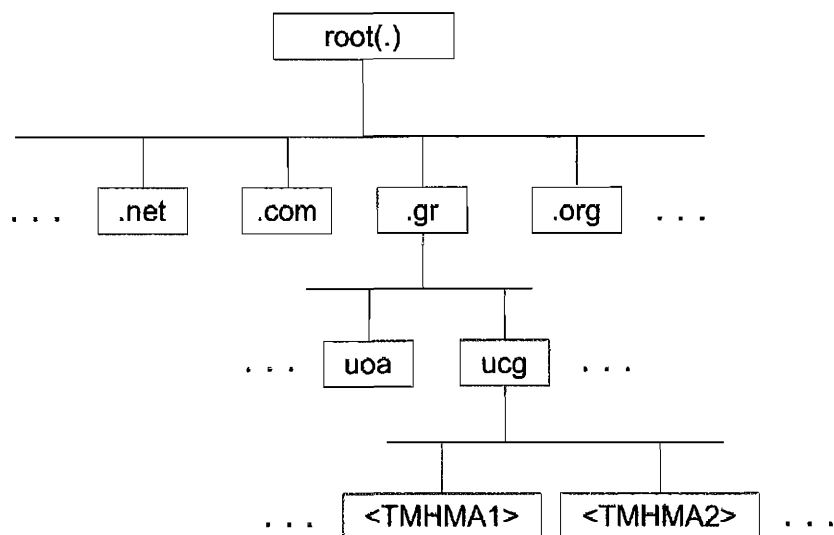 root(.)
. . . .net .com .gr .org . . .
. . . uoa ucg . . .
. . . <TMHMA1> <TMHMA2> . . .